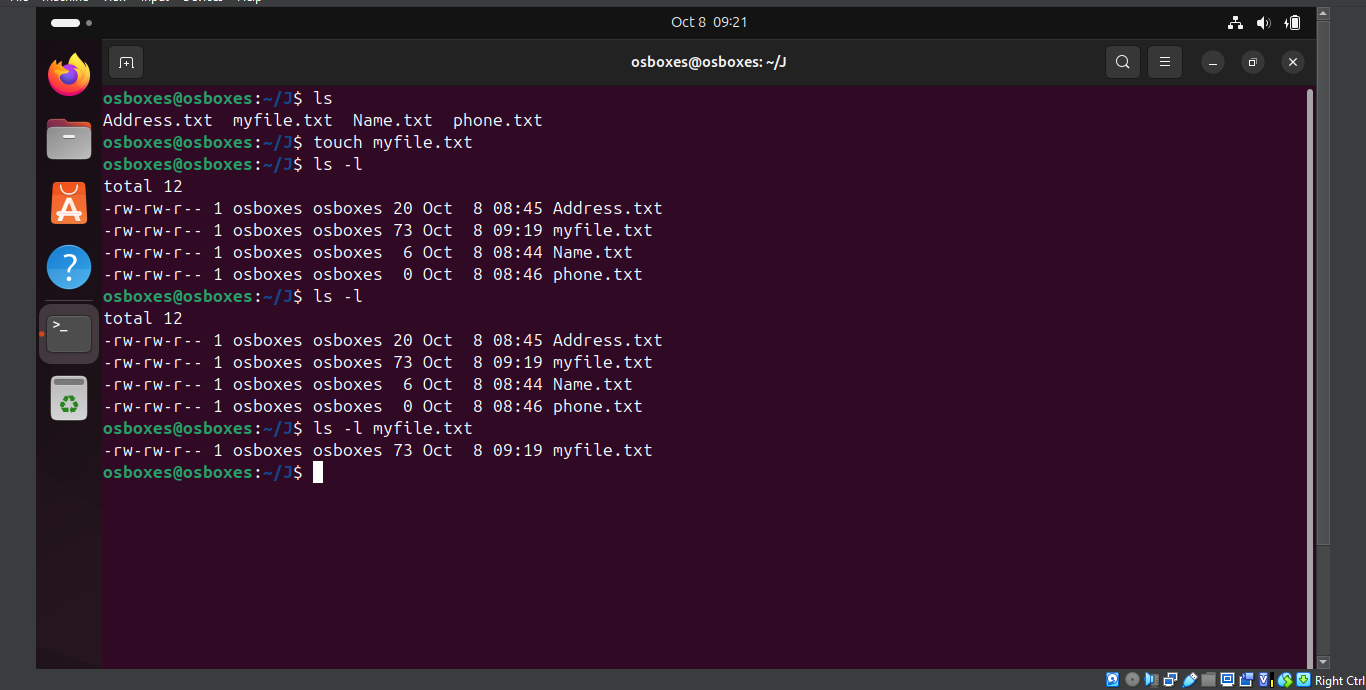 Oct 8 09:21
osboxes@osboxes: ~/J
osboxes@osboxes:~/J$ ls
Address.txt  myfile.txt  Name.txt  phone.txt
osboxes@osboxes:~/J$ touch myfile.txt
osboxes@osboxes:~/J$ ls -l
total 12
-rw-rw-r-- 1 osboxes osboxes 20 Oct  8 08:45 Address.txt
-rw-rw-r-- 1 osboxes osboxes 73 Oct  8 09:19 myfile.txt
-rw-rw-r-- 1 osboxes osboxes  6 Oct  8 08:44 Name.txt
-rw-rw-r-- 1 osboxes osboxes  0 Oct  8 08:46 phone.txt
osboxes@osboxes:~/J$ ls -l
total 12
-rw-rw-r-- 1 osboxes osboxes 20 Oct  8 08:45 Address.txt
-rw-rw-r-- 1 osboxes osboxes 73 Oct  8 09:19 myfile.txt
-rw-rw-r-- 1 osboxes osboxes  6 Oct  8 08:44 Name.txt
-rw-rw-r-- 1 osboxes osboxes  0 Oct  8 08:46 phone.txt
osboxes@osboxes:~/J$ ls -l myfile.txt
-rw-rw-r-- 1 osboxes osboxes 73 Oct  8 09:19 myfile.txt
osboxes@osboxes:~/J$
Right Ctrl